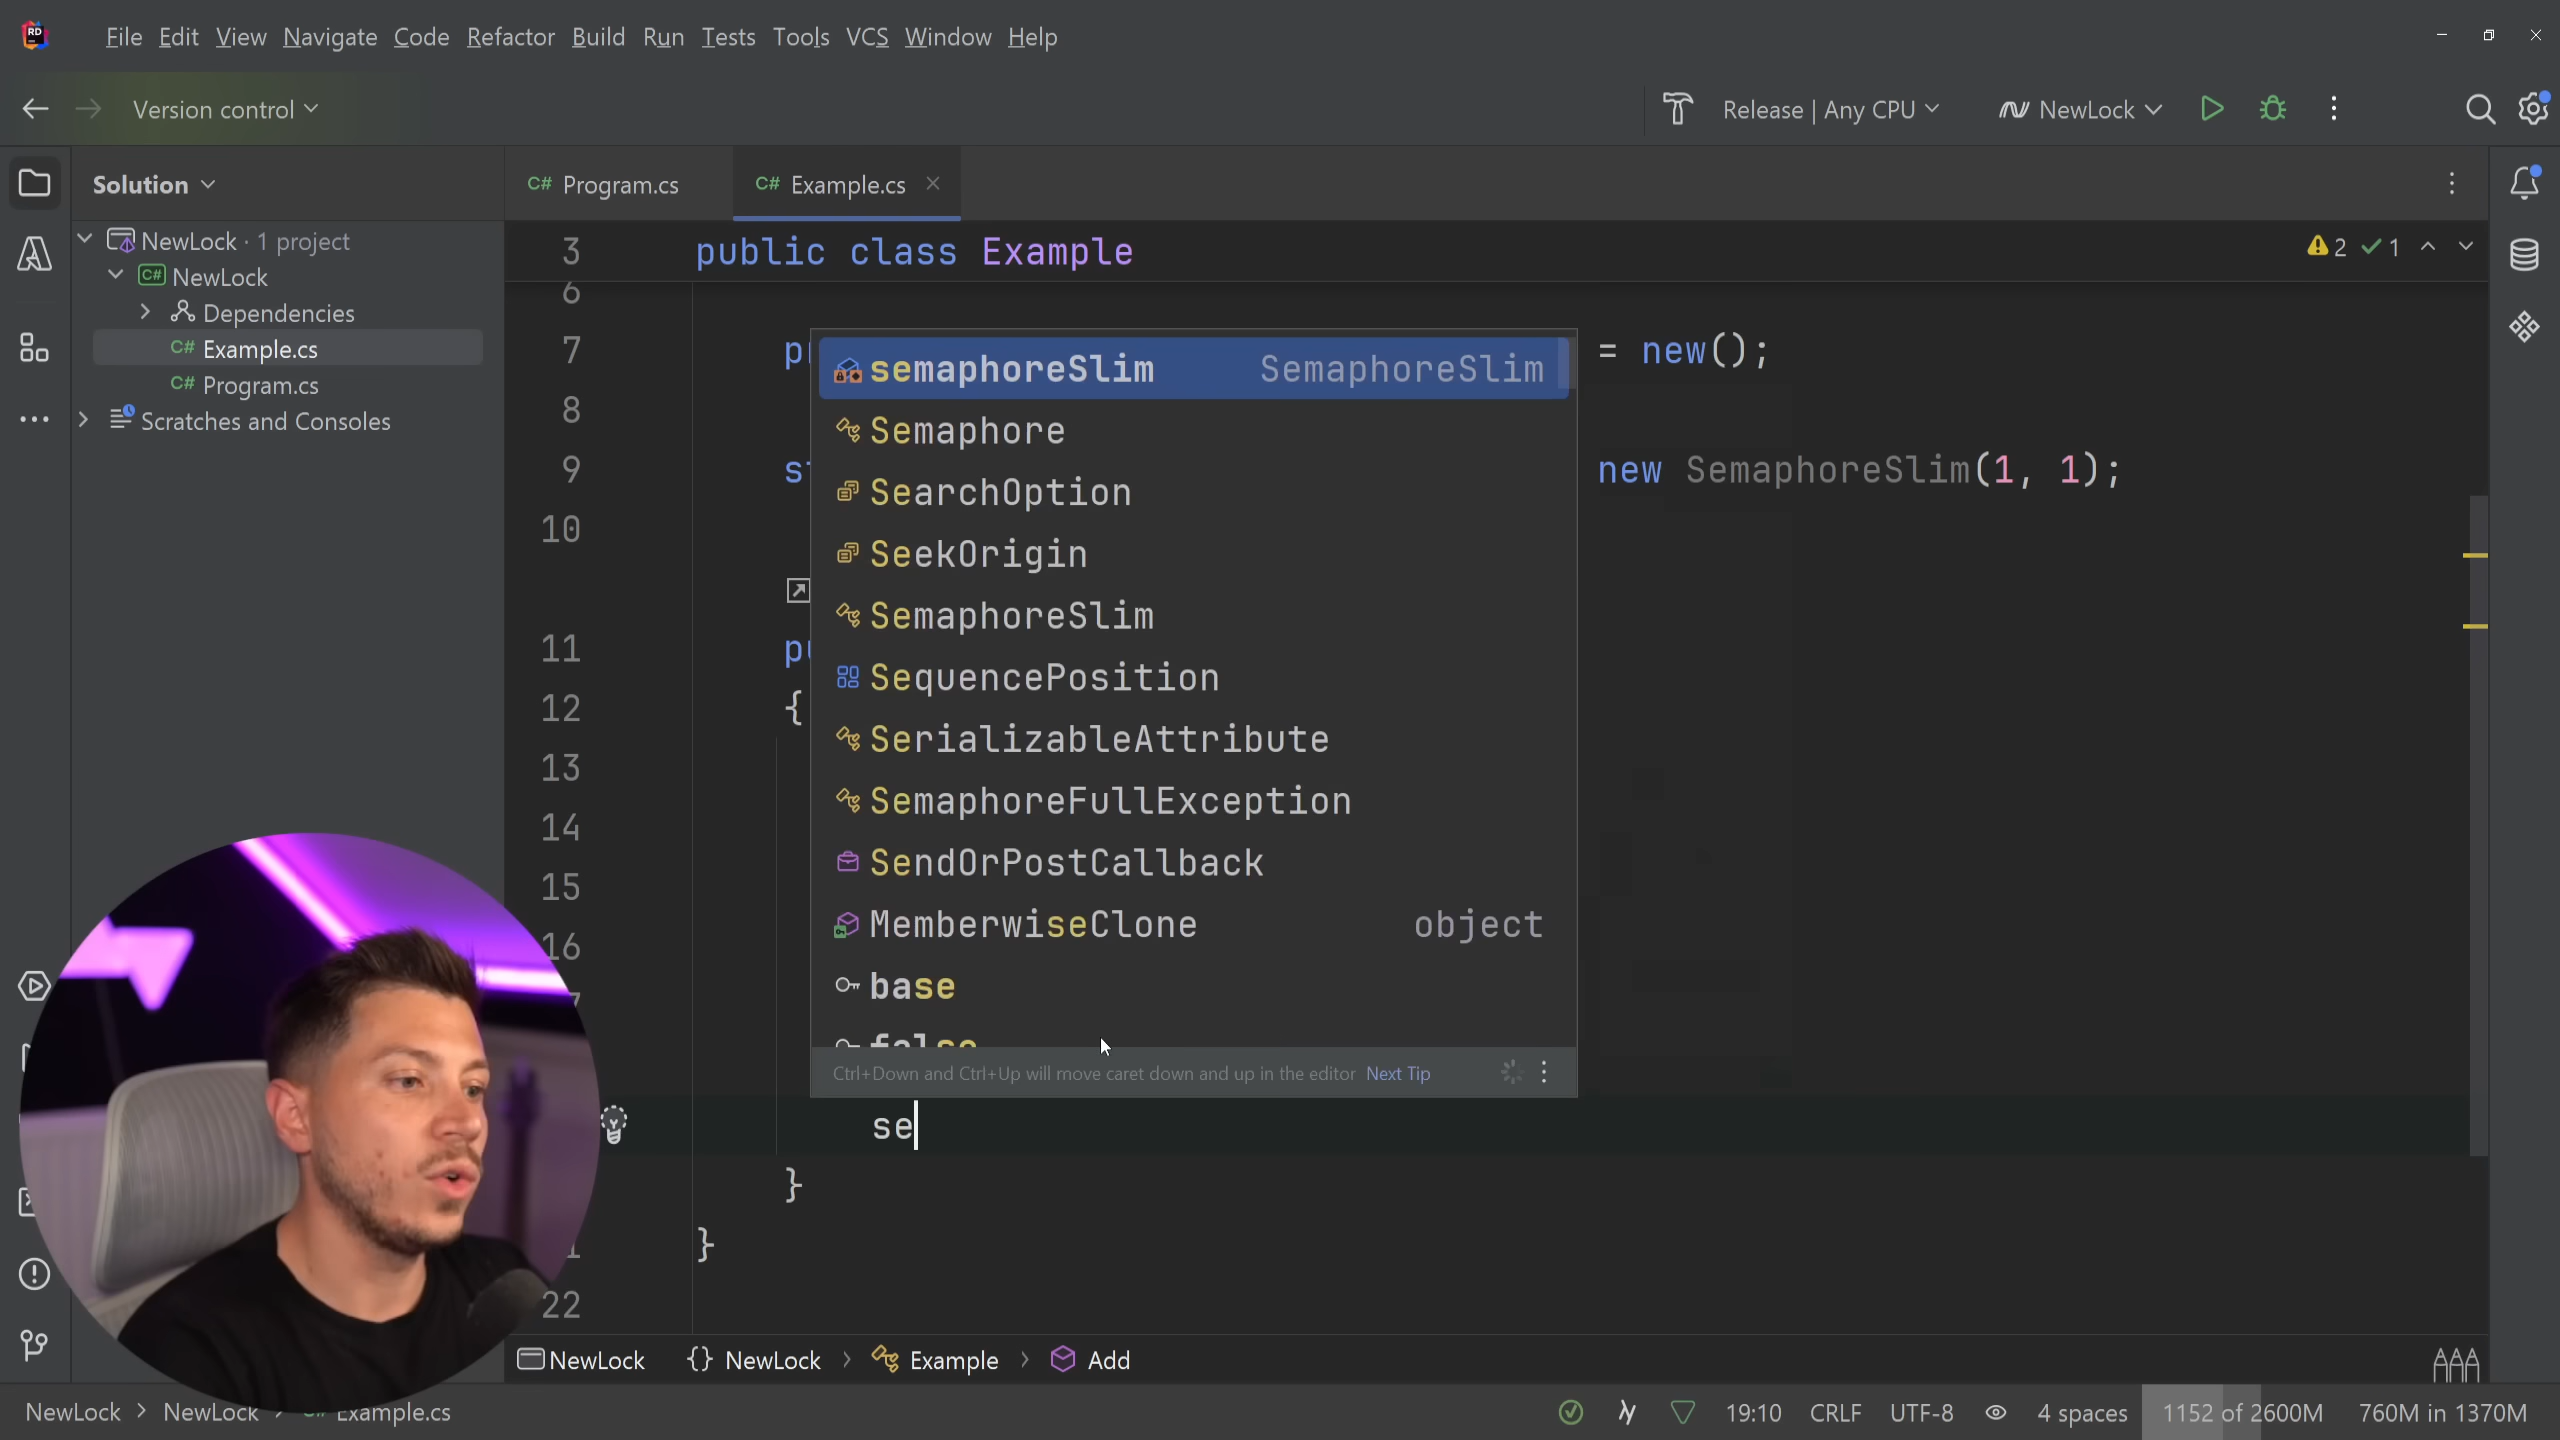 RD
File Edit View Navigate Code Refactor Build Run Tests Tools VCS Window Help
Version control
Release | Any CPU
NewLock
Solution
C# Program.cs
C# Example.cs
NewLock · 1 project
C# NewLock
Dependencies
C# Example.cs
C# Program.cs
Scratches and Consoles
3 public class Example
2 1
6
7 = new();
8
9 new SemaphoreSlim(1, 1);
10
11
12 {
13
14
15
16
semaphoreSlim SemaphoreSlim
Semaphore
SearchOption
SeekOrigin
SemaphoreSlim
SequencePosition
SerializableAttribute
SemaphoreFullException
SendOrPostCallback
MemberwiseClone object
base
false
Ctrl+Down and Ctrl+Up will move caret down and up in the editor Next Tip
se
}
}
22
NewLock {} NewLock > Example > Add
NewLock > NewLock > Example.cs
19:10 CRLF UTF-8 4 spaces 1152 of 2600M 760M in 1370M